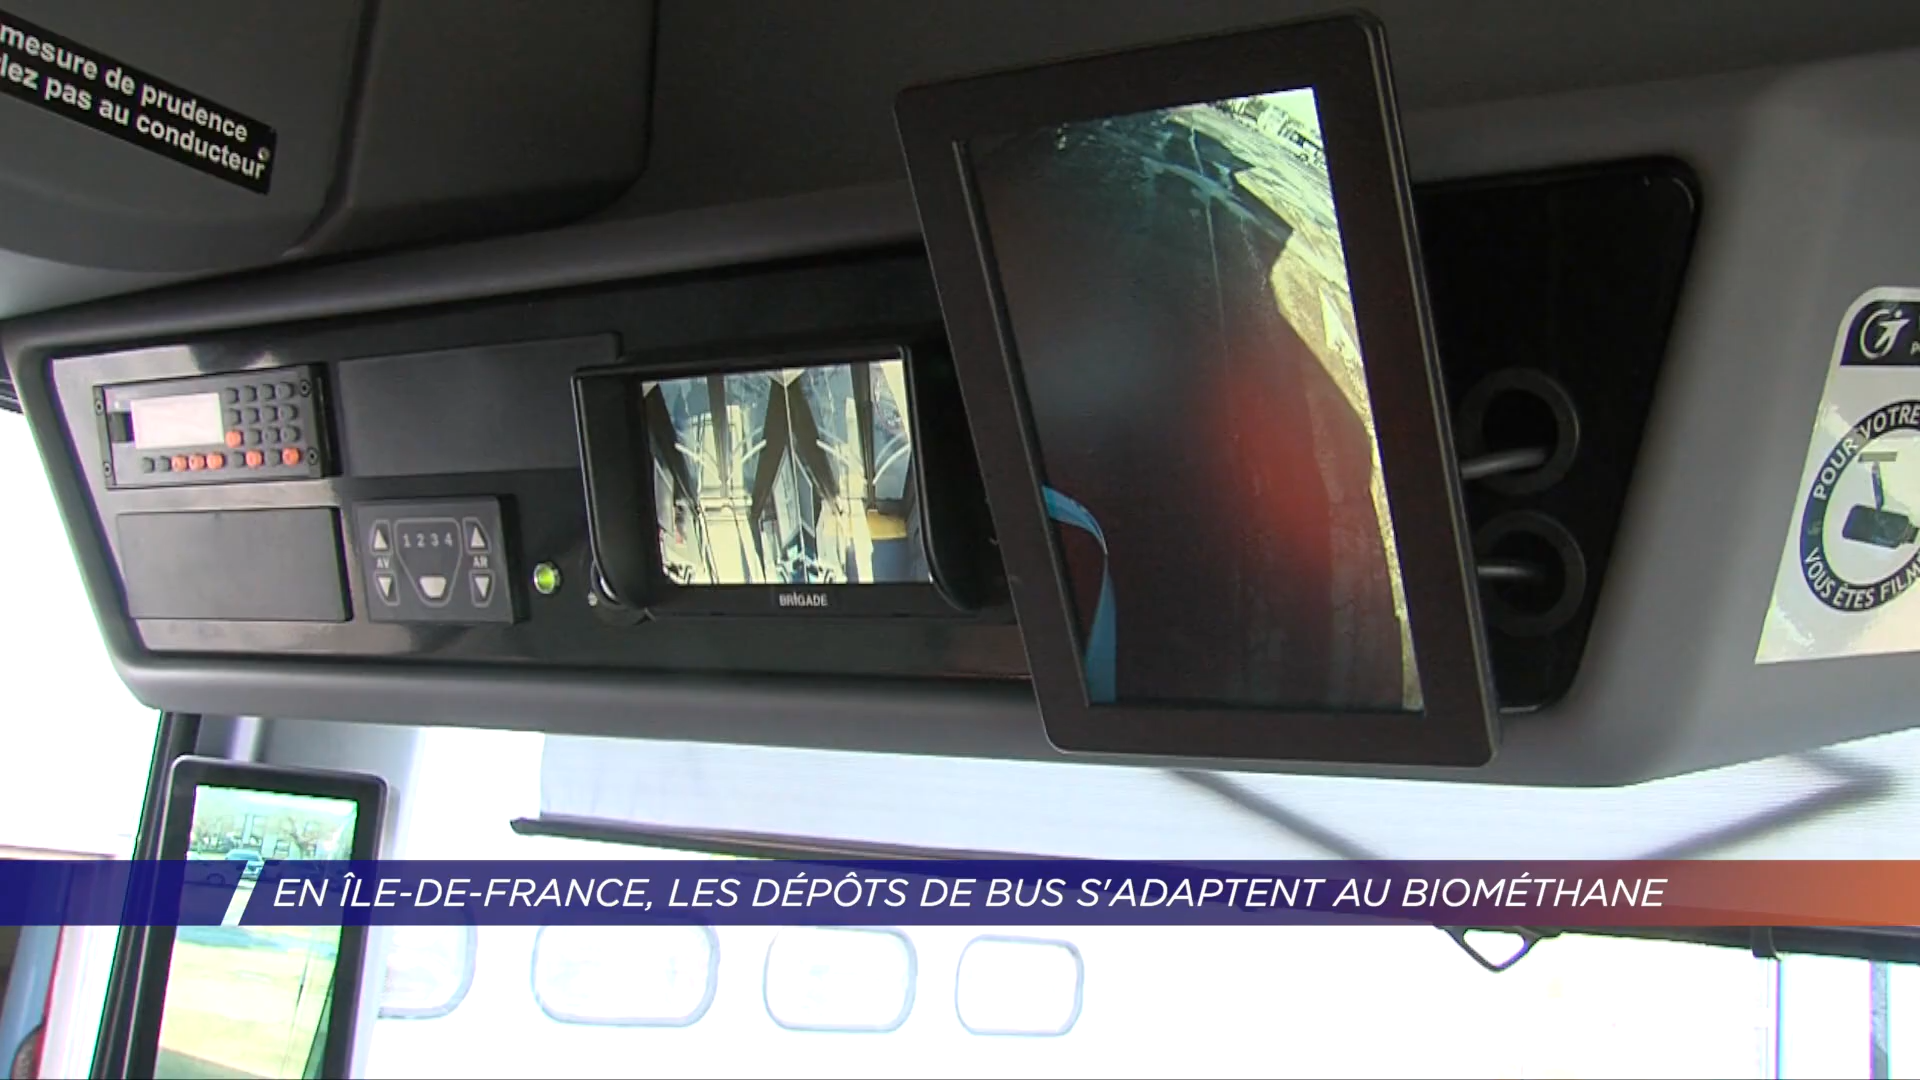 mesure de prudence
lez pas au conducteur
1 2 3 4
AV
AR
BRIGADE
POUR VOTRE
VOUS ÊTES FILM
EN ÎLE-DE-FRANCE, LES DÉPÔTS DE BUS S'ADAPTENT AU BIOMÉTHANE